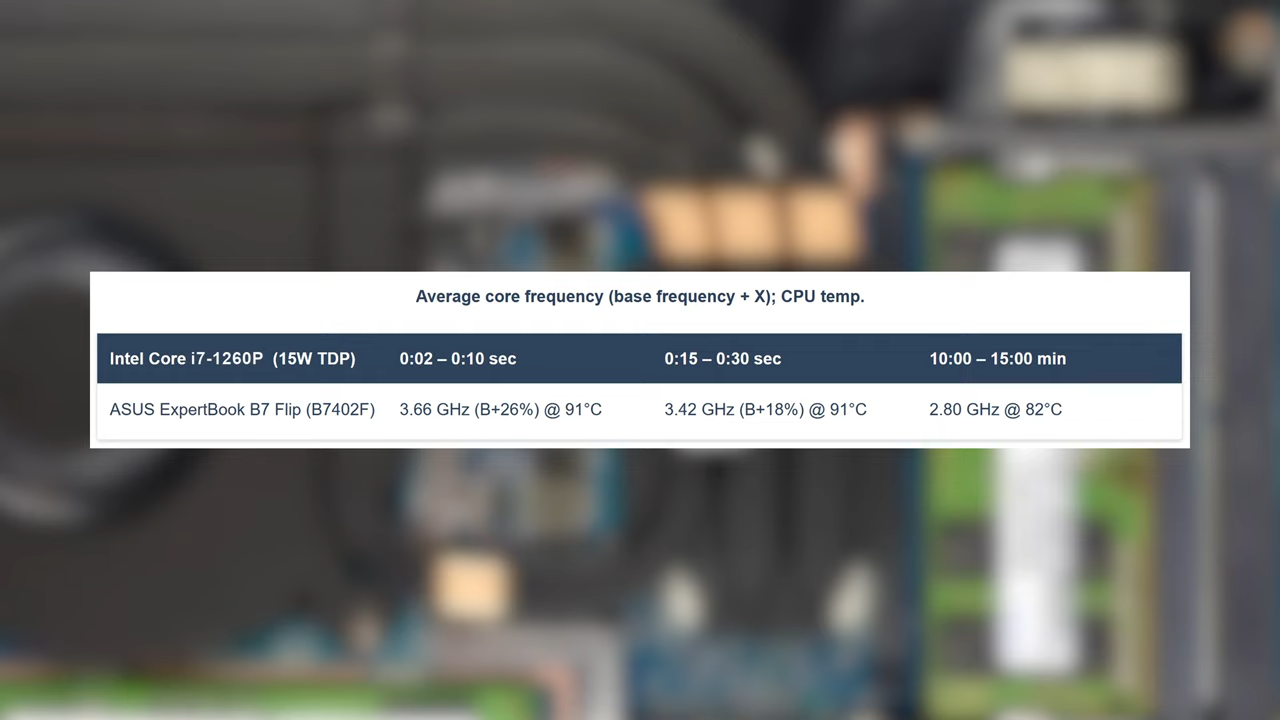 Average core frequency (base frequency + X); CPU temp.
Intel Core i7-1260P (15W TDP) 0:02 – 0:10 sec 0:15 – 0:30 sec 10:00 – 15:00 min
ASUS ExpertBook B7 Flip (B7402F) 3.66 GHz (B+26%) @ 91°C 3.42 GHz (B+18%) @ 91°C 2.80 GHz @ 82°C